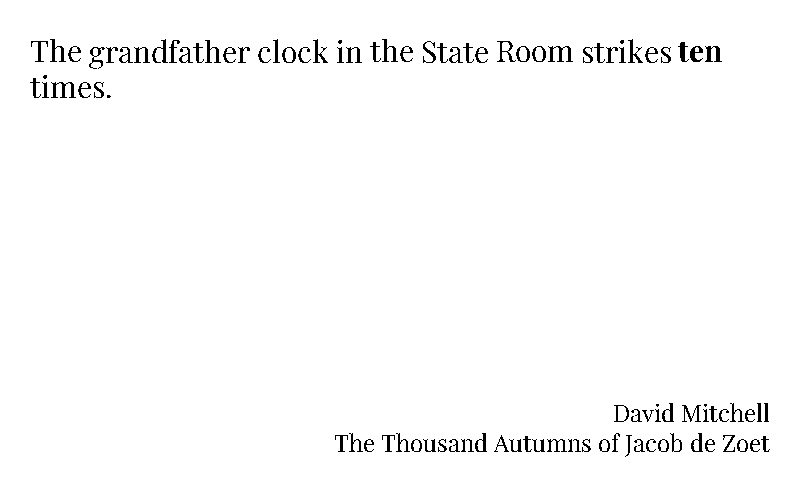 The grandfather clock in the State Room strikes ten
times.
David Mitchell
The Thousand Autumns of Jacob de Zoet